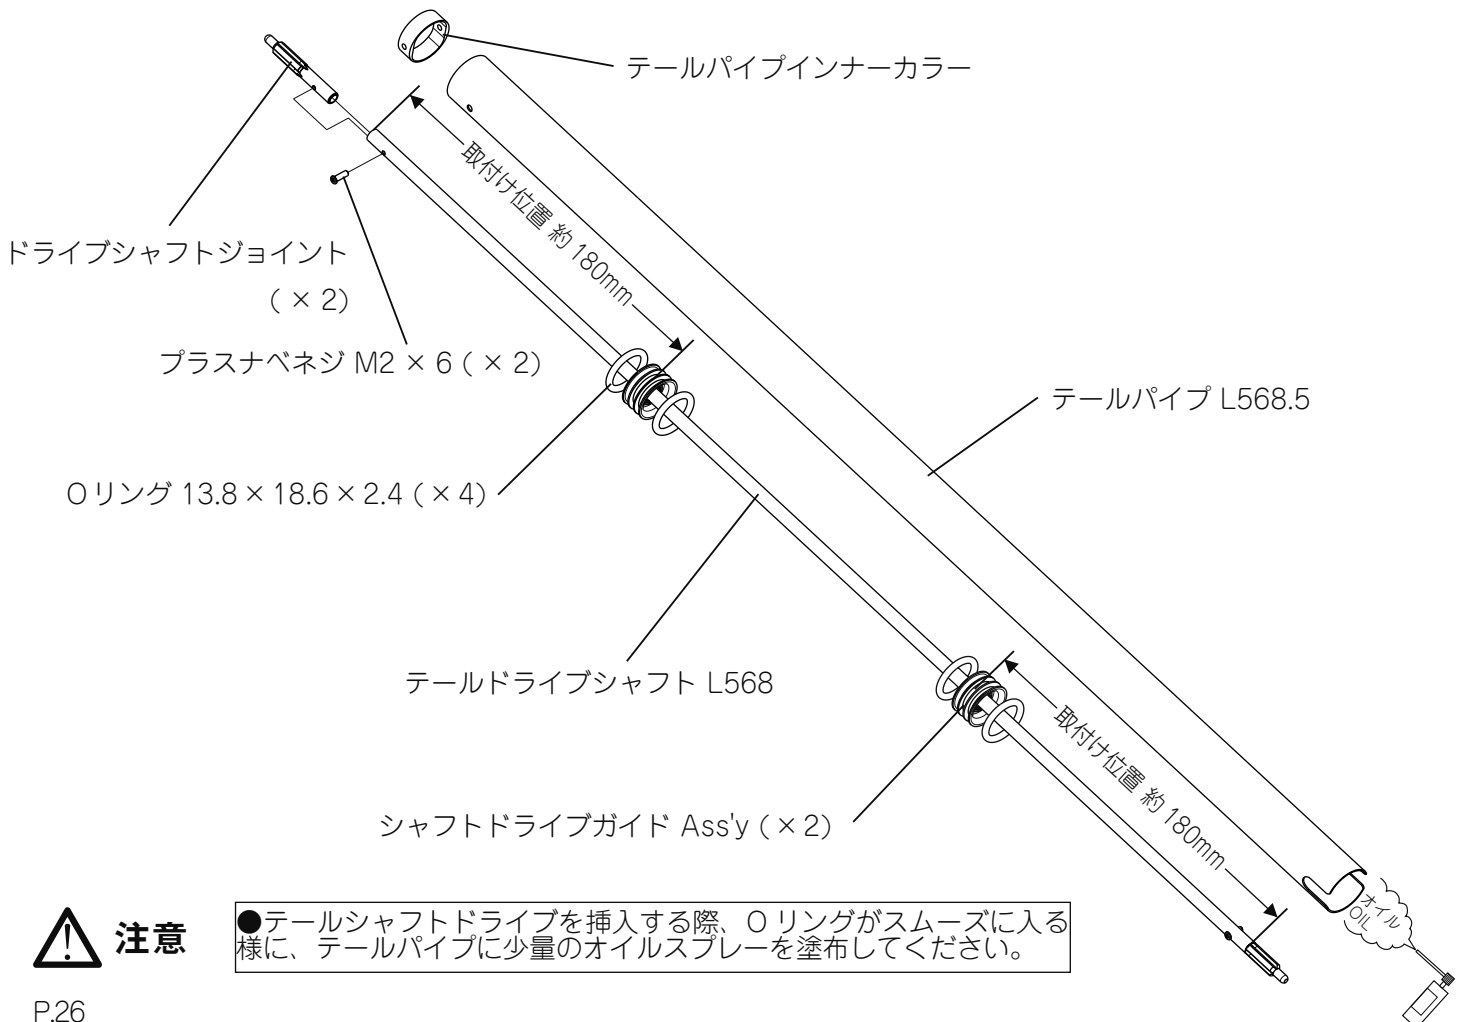 テールパイプインナーカラー
取付け位置 約 180mm
ドライブシャフトジョイント
( × 2)
プラスナベネジ M2 × 6 ( × 2)
テールパイプ L568.5
Oリング 13.8 × 18.6 × 2.4 ( × 4)
テールドライブシャフト L568
取付け位置 約 180mm
シャフトドライブガイド Ass'y ( × 2)
オイル
OIL
注意
●テールシャフトドライブを挿入する際、O リングがスムーズに入る
様に、テールパイプに少量のオイルスプレーを塗布してください。
P.26